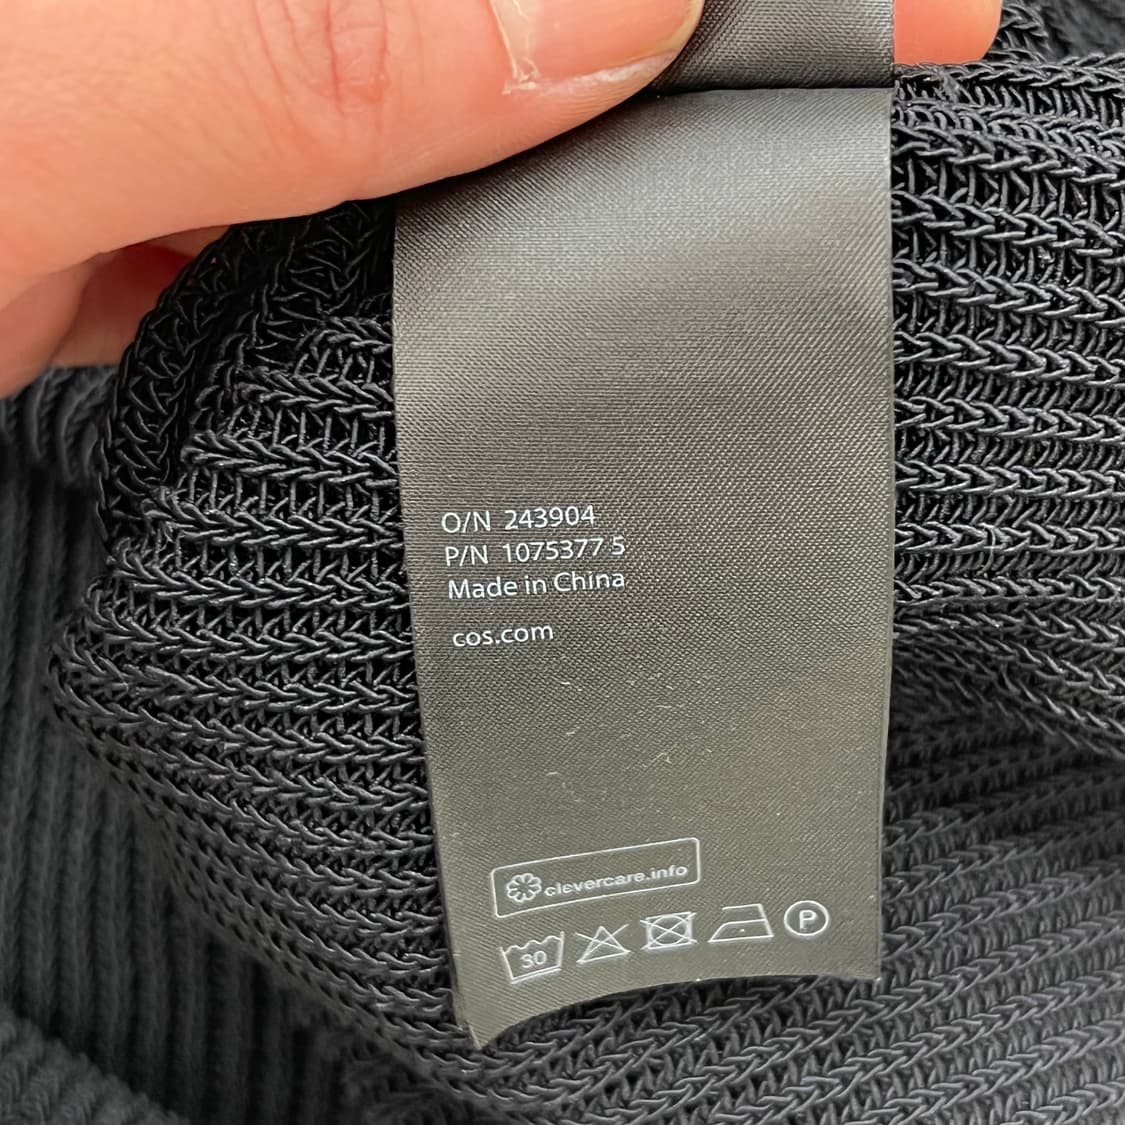 O/N 243904
P/N 1075377 5
Made in China
cos.com
clevercare.info
30
P